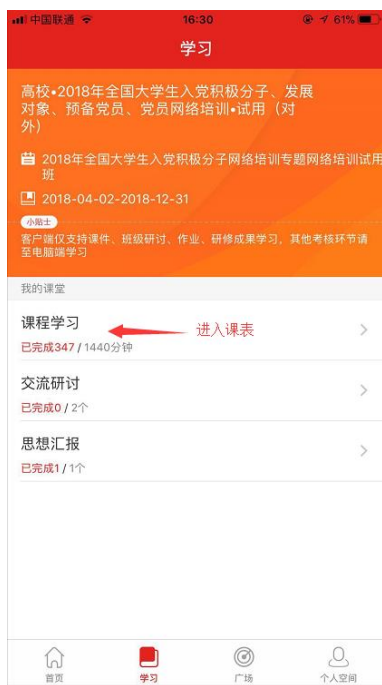 中国联通 16:30 61%
学习
高校•2018年全国大学生入党积极分子、发展
对象、预备党员、党员网络培训•试用（对
外）
2018年全国大学生入党积极分子网络培训专题网络培训试用
班
2018-04-02-2018-12-31
小贴士
客户端仅支持课件、班级研讨、作业、研修成果学习，其他考核环节请
至电脑端学习
我的课堂
课程学习
进入课表
已完成347 / 1440分钟
交流研讨
已完成0 / 2个
思想汇报
已完成1 / 1个
首页 学习 广场 个人空间